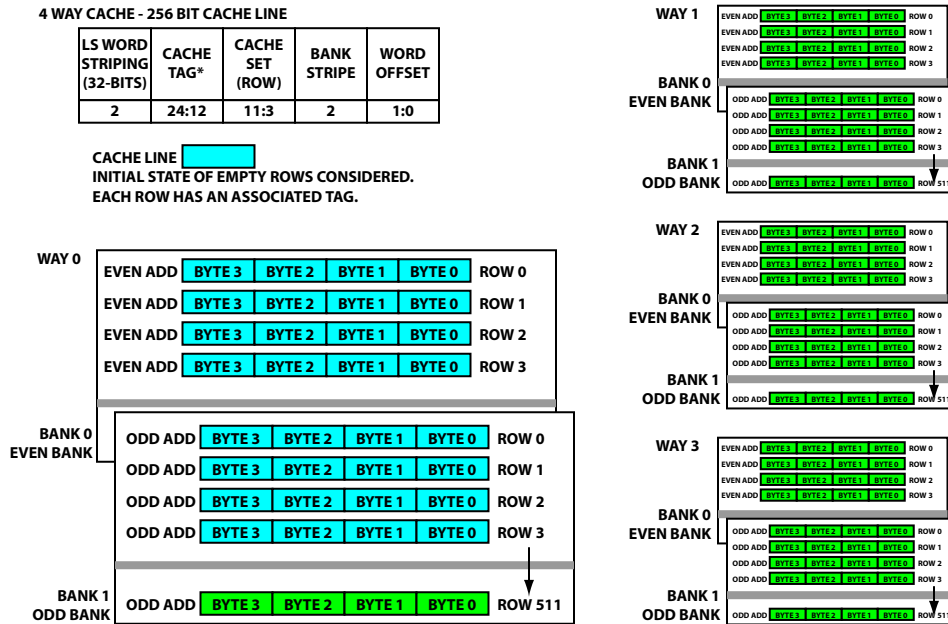 4 WAY CACHE - 256 BIT CACHE LINE
LS WORD STRIPING (32-BITS) CACHE TAG* CACHE SET (ROW) BANK STRIPE WORD OFFSET
2 24:12 11:3 2 1:0
CACHE LINE
INITIAL STATE OF EMPTY ROWS CONSIDERED.
EACH ROW HAS AN ASSOCIATED TAG.
WAY 0
EVEN ADD BYTE 3 BYTE 2 BYTE 1 BYTE 0 ROW 0
EVEN ADD BYTE 3 BYTE 2 BYTE 1 BYTE 0 ROW 1
EVEN ADD BYTE 3 BYTE 2 BYTE 1 BYTE 0 ROW 2
EVEN ADD BYTE 3 BYTE 2 BYTE 1 BYTE 0 ROW 3
BANK 0
EVEN BANK
ODD ADD BYTE 3 BYTE 2 BYTE 1 BYTE 0 ROW 0
ODD ADD BYTE 3 BYTE 2 BYTE 1 BYTE 0 ROW 1
ODD ADD BYTE 3 BYTE 2 BYTE 1 BYTE 0 ROW 2
ODD ADD BYTE 3 BYTE 2 BYTE 1 BYTE 0 ROW 3
BANK 1
ODD BANK
ODD ADD BYTE 3 BYTE 2 BYTE 1 BYTE 0 ROW 511
WAY 1
EVEN ADD BYTE 3 BYTE 2 BYTE 1 BYTE 0 ROW 0
EVEN ADD BYTE 3 BYTE 2 BYTE 1 BYTE 0 ROW 1
EVEN ADD BYTE 3 BYTE 2 BYTE 1 BYTE 0 ROW 2
EVEN ADD BYTE 3 BYTE 2 BYTE 1 BYTE 0 ROW 3
BANK 0
EVEN BANK
ODD ADD BYTE 3 BYTE 2 BYTE 1 BYTE 0 ROW 0
ODD ADD BYTE 3 BYTE 2 BYTE 1 BYTE 0 ROW 1
ODD ADD BYTE 3 BYTE 2 BYTE 1 BYTE 0 ROW 2
ODD ADD BYTE 3 BYTE 2 BYTE 1 BYTE 0 ROW 3
BANK 1
ODD BANK
ODD ADD BYTE 3 BYTE 2 BYTE 1 BYTE 0 ROW 511
WAY 2
EVEN ADD BYTE 3 BYTE 2 BYTE 1 BYTE 0 ROW 0
EVEN ADD BYTE 3 BYTE 2 BYTE 1 BYTE 0 ROW 1
EVEN ADD BYTE 3 BYTE 2 BYTE 1 BYTE 0 ROW 2
EVEN ADD BYTE 3 BYTE 2 BYTE 1 BYTE 0 ROW 3
BANK 0
EVEN BANK
ODD ADD BYTE 3 BYTE 2 BYTE 1 BYTE 0 ROW 0
ODD ADD BYTE 3 BYTE 2 BYTE 1 BYTE 0 ROW 1
ODD ADD BYTE 3 BYTE 2 BYTE 1 BYTE 0 ROW 2
ODD ADD BYTE 3 BYTE 2 BYTE 1 BYTE 0 ROW 3
BANK 1
ODD BANK
ODD ADD BYTE 3 BYTE 2 BYTE 1 BYTE 0 ROW 511
WAY 3
EVEN ADD BYTE 3 BYTE 2 BYTE 1 BYTE 0 ROW 0
EVEN ADD BYTE 3 BYTE 2 BYTE 1 BYTE 0 ROW 1
EVEN ADD BYTE 3 BYTE 2 BYTE 1 BYTE 0 ROW 2
EVEN ADD BYTE 3 BYTE 2 BYTE 1 BYTE 0 ROW 3
BANK 0
EVEN BANK
ODD ADD BYTE 3 BYTE 2 BYTE 1 BYTE 0 ROW 0
ODD ADD BYTE 3 BYTE 2 BYTE 1 BYTE 0 ROW 1
ODD ADD BYTE 3 BYTE 2 BYTE 1 BYTE 0 ROW 2
ODD ADD BYTE 3 BYTE 2 BYTE 1 BYTE 0 ROW 3
BANK 1
ODD BANK
ODD ADD BYTE 3 BYTE 2 BYTE 1 BYTE 0 ROW 511